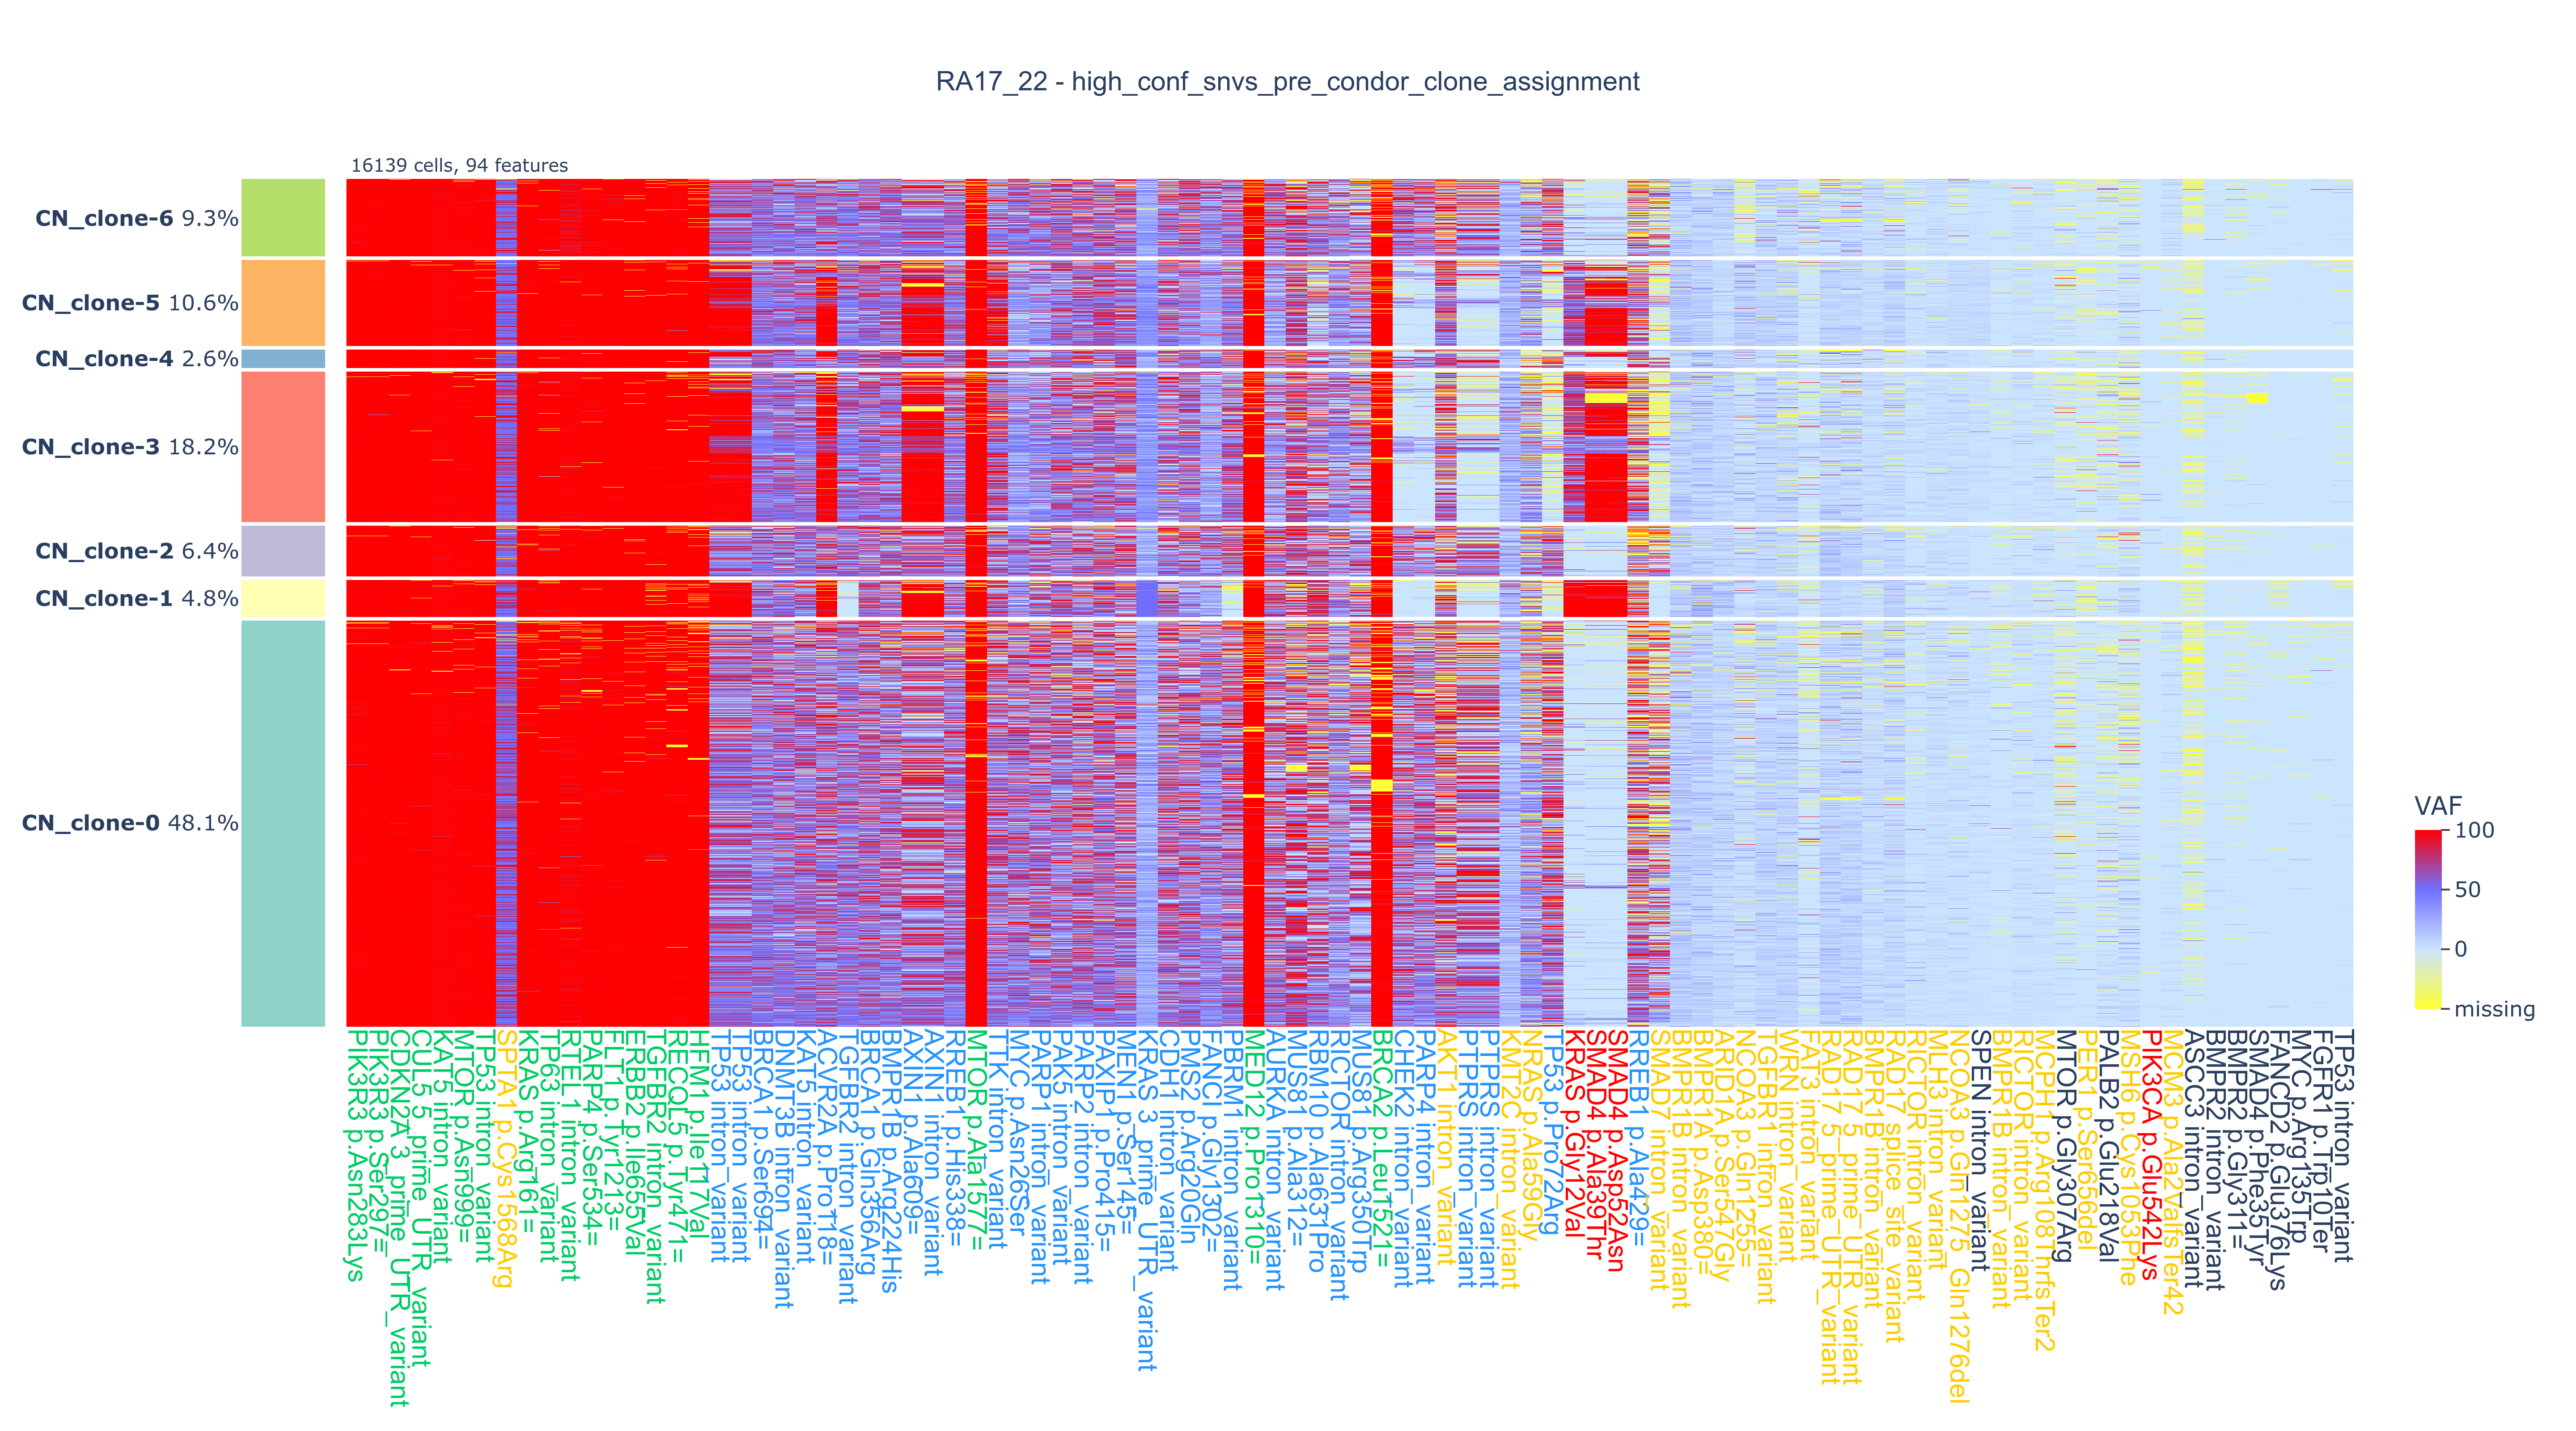 RA17_22 - high_conf_snvs_pre_condor_clone_assignment
16139 cells, 94 features
CN_clone-6 9.3%
CN_clone-5 10.6%
CN_clone-4 2.6%
CN_clone-3 18.2%
CN_clone-2 6.4%
CN_clone-1 4.8%
CN_clone-0 48.1%
VAF
100
50
0
missing
PIK3R3 p.Asn283Lys
PIK3R3 p.Ser297=
CDKN2A 3_prime_UTR_variant
CUL5 5_prime_UTR_variant
KAT5 intron_variant
MTOR p.Asn999=
TP53 intron_variant
SPTA1 p.Cys1568Arg
KRAS p.Arg161=
TP63 intron_variant
RTEL1 intron_variant
PARP4 p.Ser534=
FLT1 p.Tyr1213=
ERBB2 p.Ile655Val
TGFBR2 intron_variant
RECQL5 p.Tyr471=
HFM1 p.Ile117Val
TP53 intron_variant
TP53 intron_variant
BRCA1 p.Ser694=
DNMT3B intron_variant
KAT5 intron_variant
ACVR2A p.Pro118=
TGFBR2 intron_variant
BRCA1 p.Gln356Arg
BMPR1B p.Arg224His
AXIN1 p.Ala609=
AXIN1 intron_variant
RREB1 p.His338=
MTOR p.Ala1577=
TTK intron_variant
MYC p.Asn26Ser
PARP1 intron_variant
PAK5 intron_variant
PARP2 intron_variant
PAXIP1 p.Pro415=
MEN1 p.Ser145=
KRAS 3_prime_UTR_variant
CDH1 intron_variant
PMS2 p.Arg20Gln
FANCI p.Gly1302=
PBRM1 intron_variant
MED12 p.Pro1310=
AURKA intron_variant
MUS81 p.Ala312=
RBM10 p.Ala631Pro
RICTOR intron_variant
MUS81 p.Arg350Trp
BRCA2 p.Leu1521=
CHEK2 intron_variant
PARP4 intron_variant
AKT1 intron_variant
PTPRS intron_variant
PTPRS intron_variant
KMT2C intron_variant
NRAS p.Ala59Gly
TP53 p.Pro72Arg
KRAS p.Gly12Val
SMAD4 p.Ala39Thr
SMAD4 p.Asp52Asn
RREB1 p.Ala429=
SMAD7 intron_variant
BMPR1B intron_variant
BMPR1A p.Asp380=
ARID1A p.Ser547Gly
NCOA3 p.Gln1255=
TGFBR1 intron_variant
WRN intron_variant
FAT3 intron_variant
RAD17 5_prime_UTR_variant
RAD17 5_prime_UTR_variant
BMPR1B intron_variant
RAD17 splice_site_variant
RICTOR intron_variant
MLH3 intron_variant
NCOA3 p.Gln1275_Gln1276del
SPEN intron_variant
BMPR1B intron_variant
RICTOR intron_variant
MCPH1 p.Arg108ThrfsTer2
MTOR p.Gly307Arg
PER1 p.Ser656del
PALB2 p.Glu218Val
MSH6 p.Cys1053Phe
PIK3CA p.Glu542Lys
MCM3 p.Ala2ValfsTer42
ASCC3 intron_variant
BMPR2 intron_variant
BMPR2 p.Gly311=
SMAD4 p.Phe35Tyr
FANCD2 p.Glu376Lys
MYC p.Arg135Trp
FGFR1 p.Trp10Ter
TP53 intron_variant